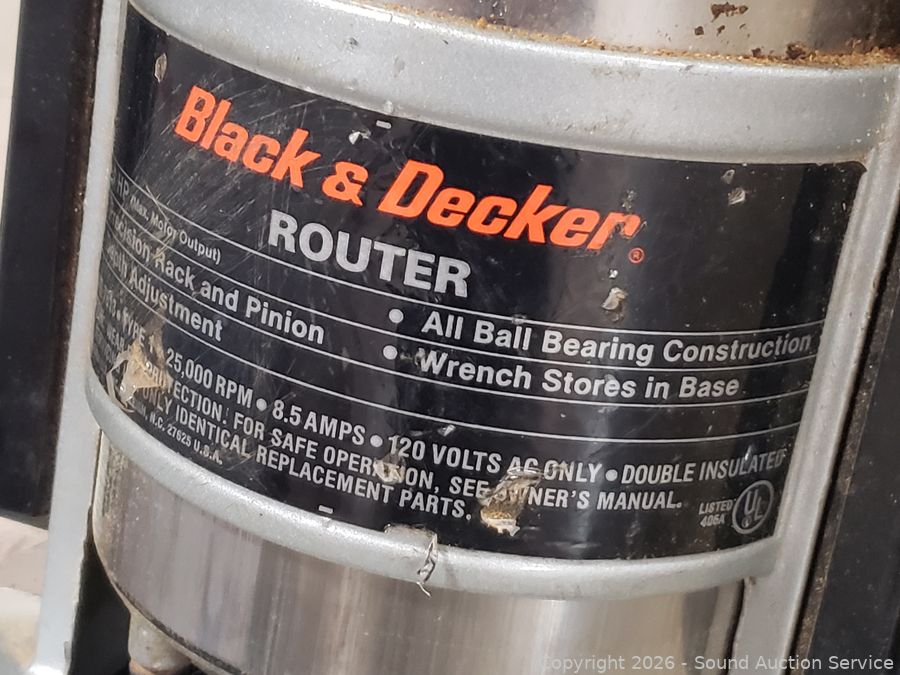 Black & Decker®
ROUTER
HP (Max. Motor Output)
Rack and Pinion
Adjustment
• All Ball Bearing Construction
• Wrench Stores in Base
TYPE 25,000 RPM • 8.5 AMPS • 120 VOLTS AC ONLY • DOUBLE INSULATED
PROTECTION. FOR SAFE OPERATION, SEE OWNER'S MANUAL.
ONLY IDENTICAL REPLACEMENT PARTS.
N.C. 27625 U.S.A.
LISTED
406A
UL
Copyright 2026 - Sound Auction Service